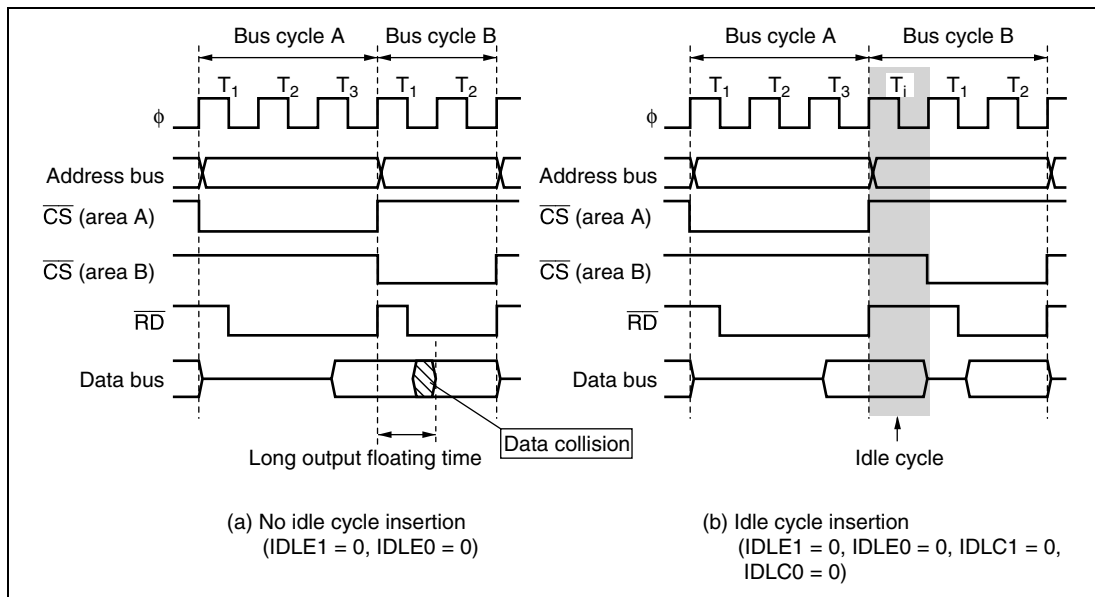 Bus cycle A Bus cycle B
T1 T2 T3 T1 T2
φ
Address bus
CS (area A)
CS (area B)
RD
Data bus
Data collision
Long output floating time
(a) No idle cycle insertion
(IDLE1 = 0, IDLE0 = 0)
Bus cycle A Bus cycle B
T1 T2 T3 Ti T1 T2
φ
Address bus
C̅S̅ (area A)
C̅S̅ (area B)
R̅D̅
Data bus
Idle cycle
(b) Idle cycle insertion
(IDLE1 = 0, IDLE0 = 0, IDLC1 = 0,
IDLC0 = 0)